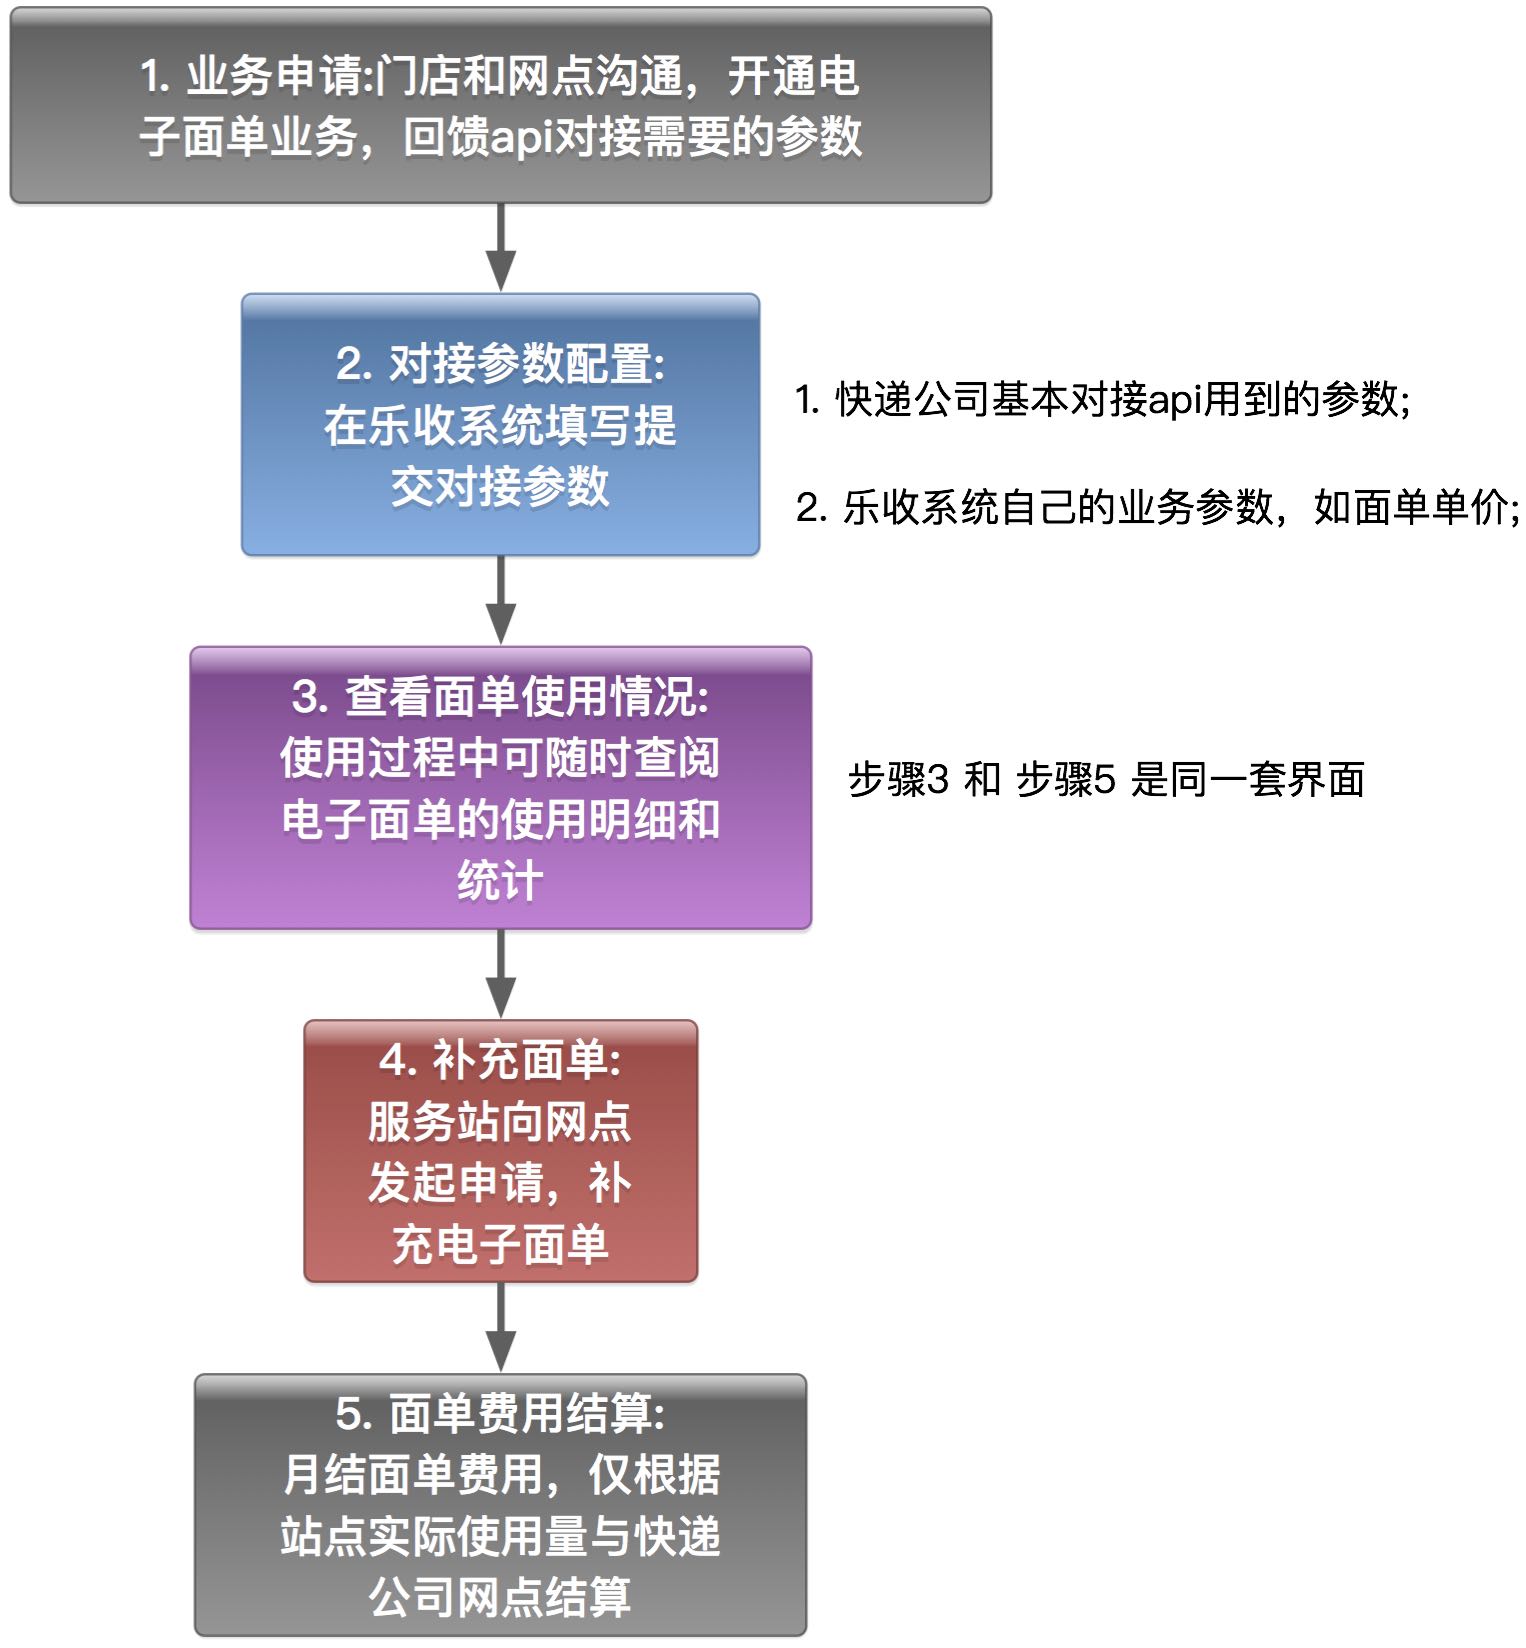 1. 业务申请:门店和网点沟通，开通电
子面单业务，回馈api对接需要的参数
2. 对接参数配置:
在乐收系统填写提
交对接参数
1. 快递公司基本对接api用到的参数;
2. 乐收系统自己的业务参数，如面单单价;
3. 查看面单使用情况:
使用过程中可随时查阅
电子面单的使用明细和
统计
步骤3 和 步骤5 是同一套界面
4. 补充面单:
服务站向网点
发起申请，补
充电子面单
5. 面单费用结算:
月结面单费用，仅根据
站点实际使用量与快递
公司网点结算